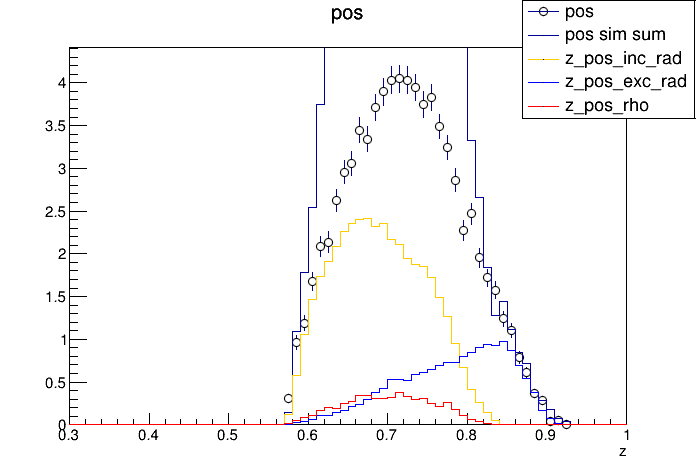 pos
pos
pos sim sum
z_pos_inc_rad
z_pos_exc_rad
z_pos_rho
4
3.5
3
2.5
2
1.5
1
0.5
0
0.3 0.4 0.5 0.6 0.7 0.8 0.9 1
z